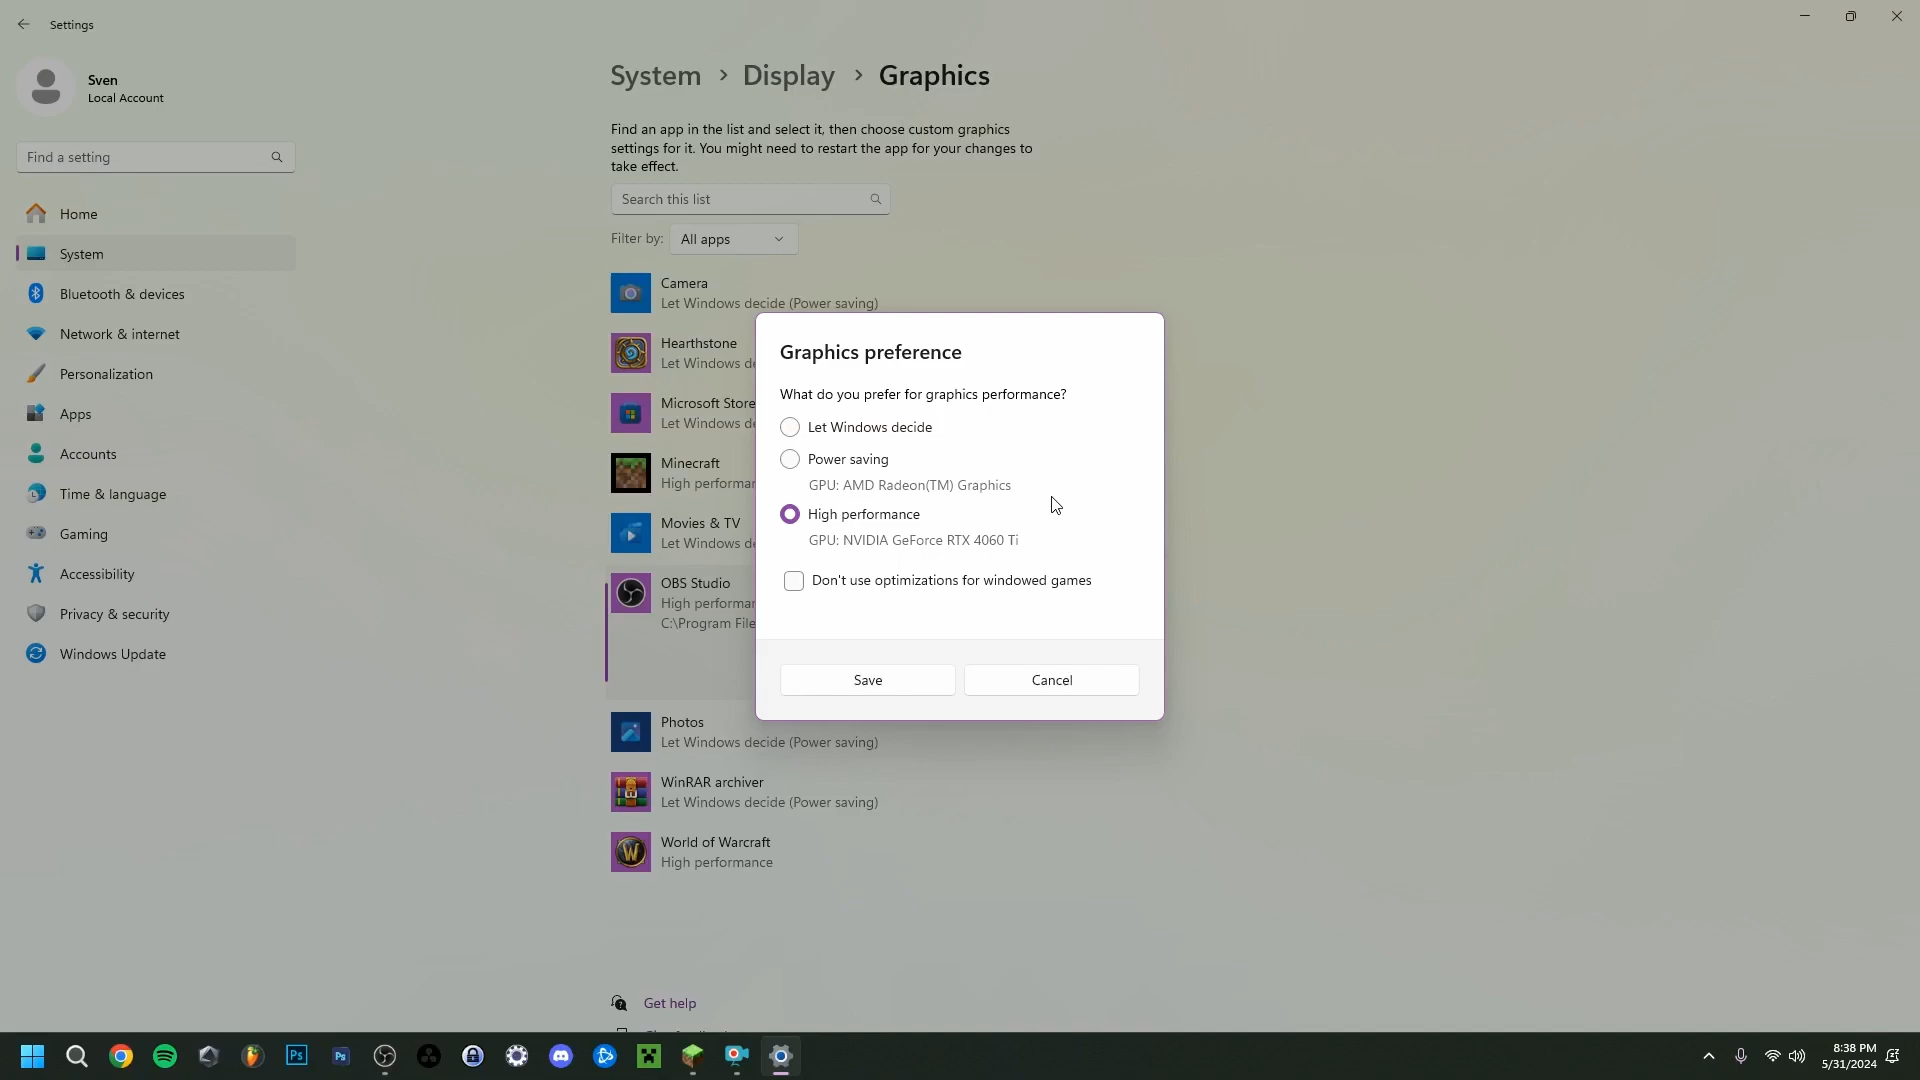 Settings
Sven
Local Account
Find a setting
Home
System
Bluetooth & devices
Network & internet
Personalization
Apps
Accounts
Time & language
Gaming
Accessibility
Privacy & security
Windows Update
System > Display > Graphics
Find an app in the list and select it, then choose custom graphics
settings for it. You might need to restart the app for your changes to
take effect.
Search this list
Filter by: All apps
Camera
Let Windows decide (Power saving)
Hearthstone
Let Windows de
Microsoft Store
Let Windows de
Minecraft
High performan
Movies & TV
Let Windows de
OBS Studio
High performan
C:\Program File
Photos
Let Windows decide (Power saving)
WinRAR archiver
Let Windows decide (Power saving)
World of Warcraft
High performance
Get help
Graphics preference
What do you prefer for graphics performance?
Let Windows decide
Power saving
GPU: AMD Radeon(TM) Graphics
High performance
GPU: NVIDIA GeForce RTX 4060 Ti
Don't use optimizations for windowed games
Save
Cancel
Ps
Ps
8:38 PM
5/31/2024